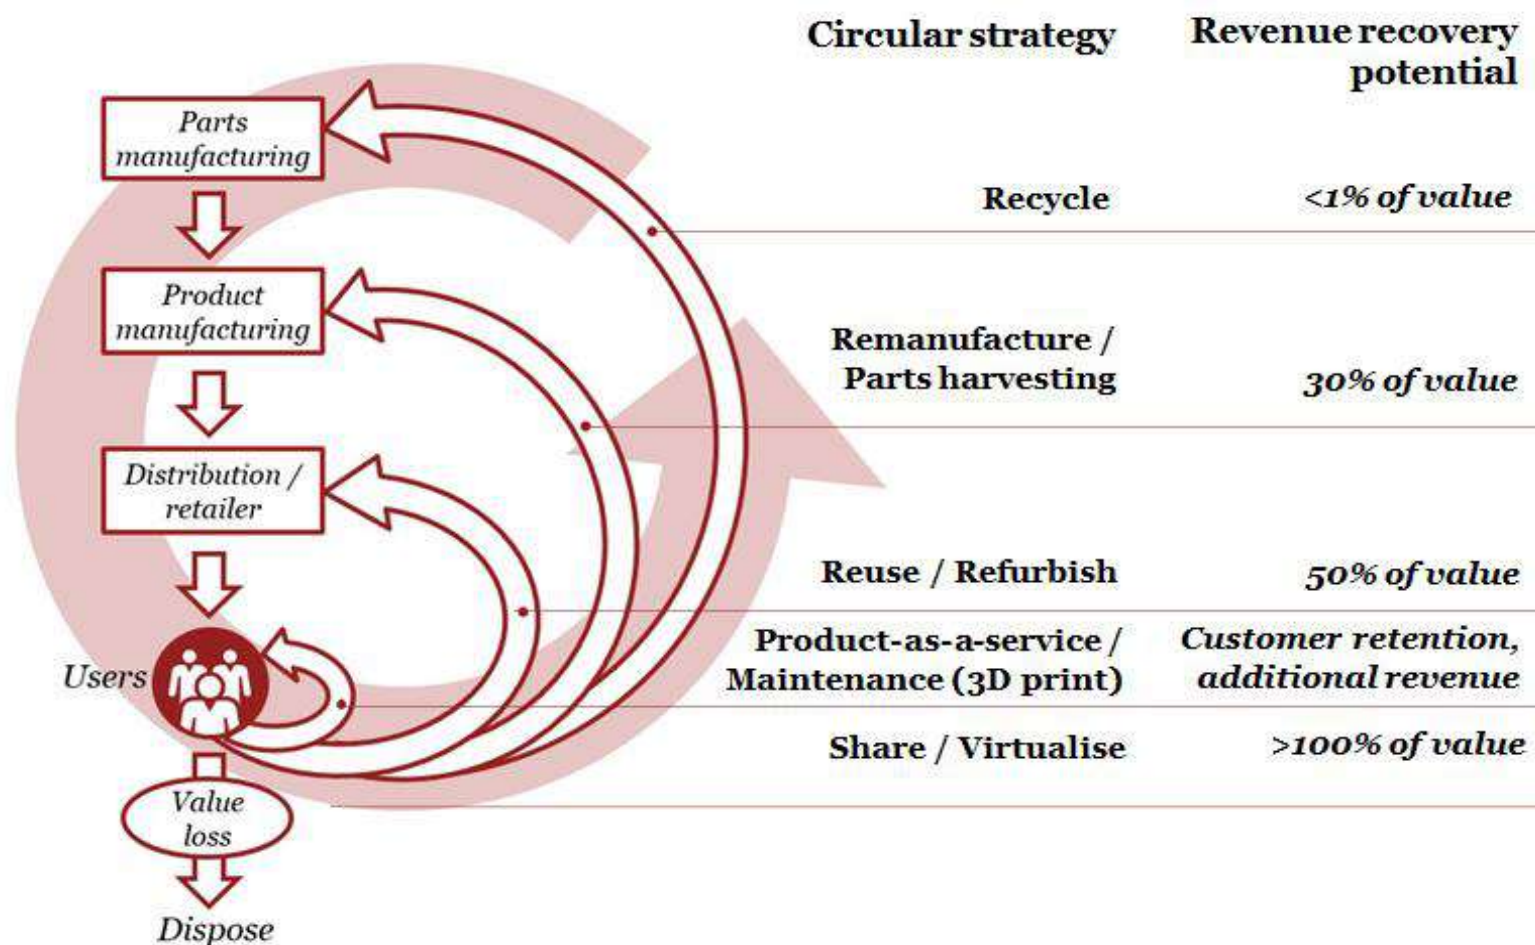 Circular strategy
Revenue recovery
potential
Parts
manufacturing
Recycle
<1% of value
Product
manufacturing
Remanufacture /
Parts harvesting
30% of value
Distribution /
retailer
Reuse / Refurbish
50% of value
Users
Product-as-a-service /
Maintenance (3D print)
Customer retention,
additional revenue
Share / Virtualise
>100% of value
Value
loss
Dispose